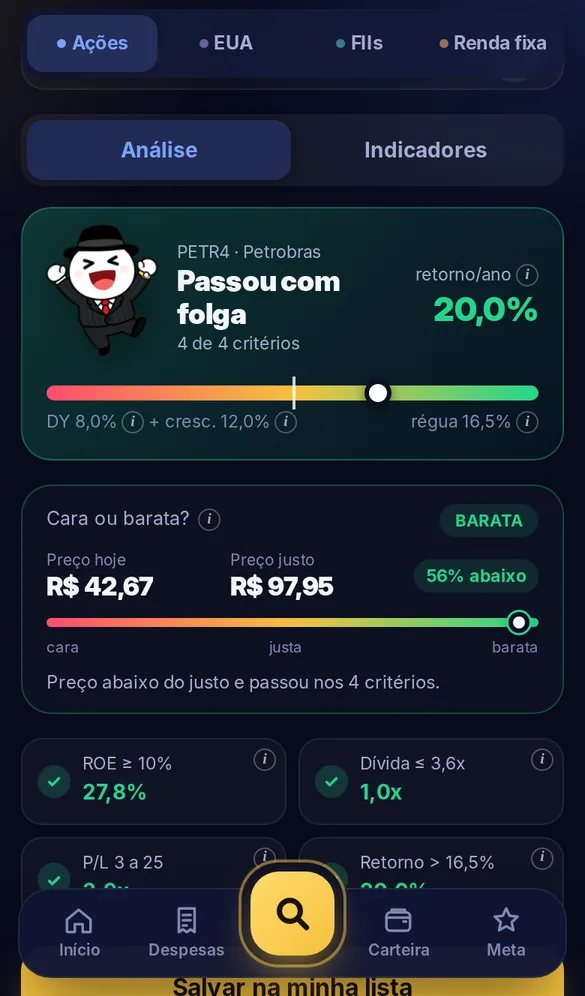 Ações
EUA
FIIs
Renda fixa
Análise
Indicadores
PETR4 · Petrobras
Passou com
folga
4 de 4 critérios
retorno/ano i
20,0%
DY 8,0% i + cresc. 12,0% i
régua 16,5% i
Cara ou barata? i
BARATA
Preço hoje
R$ 42,67
Preço justo
R$ 97,95
56% abaixo
cara
justa
barata
Preço abaixo do justo e passou nos 4 critérios.
ROE ≥ 10% i
27,8%
Dívida ≤ 3,6x i
1,0x
P/L 3 a 25 i
Retorno > 16,5% i
Início
Despesas
Carteira
Meta
Salvar na minha lista